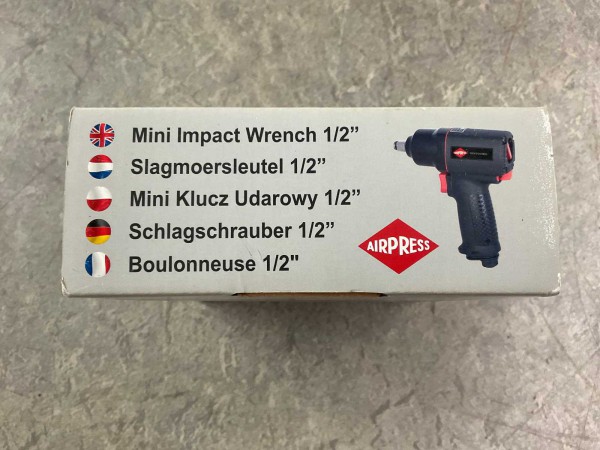 Mini Impact Wrench 1/2”
Slagmoersleutel 1/2”
Mini Klucz Udarowy 1/2”
Schlagschrauber 1/2”
Boulonneuse 1/2"
AIRPRESS